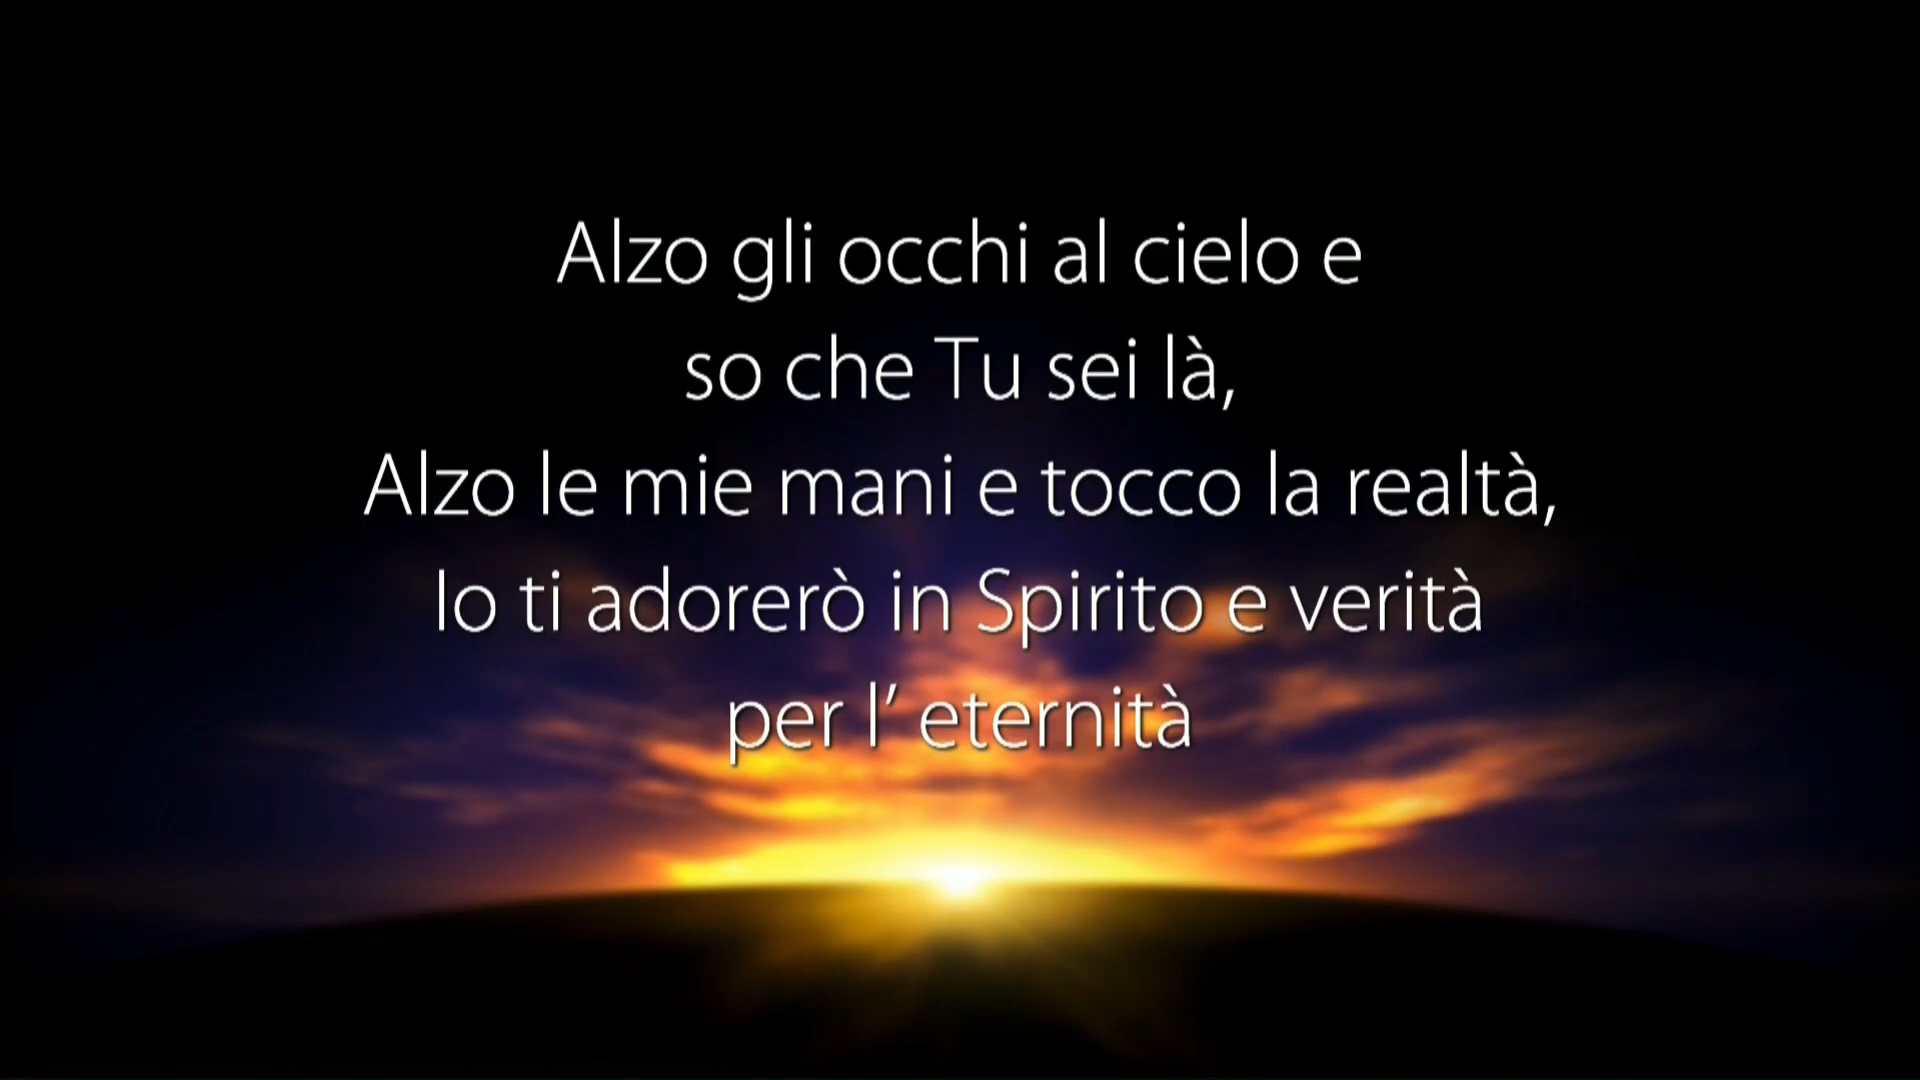 Alzo gli occhi al cielo e
so che Tu sei là,
Alzo le mie mani e tocco la realtà,
Io ti adorerò in Spirito e verità
per l’ eternità